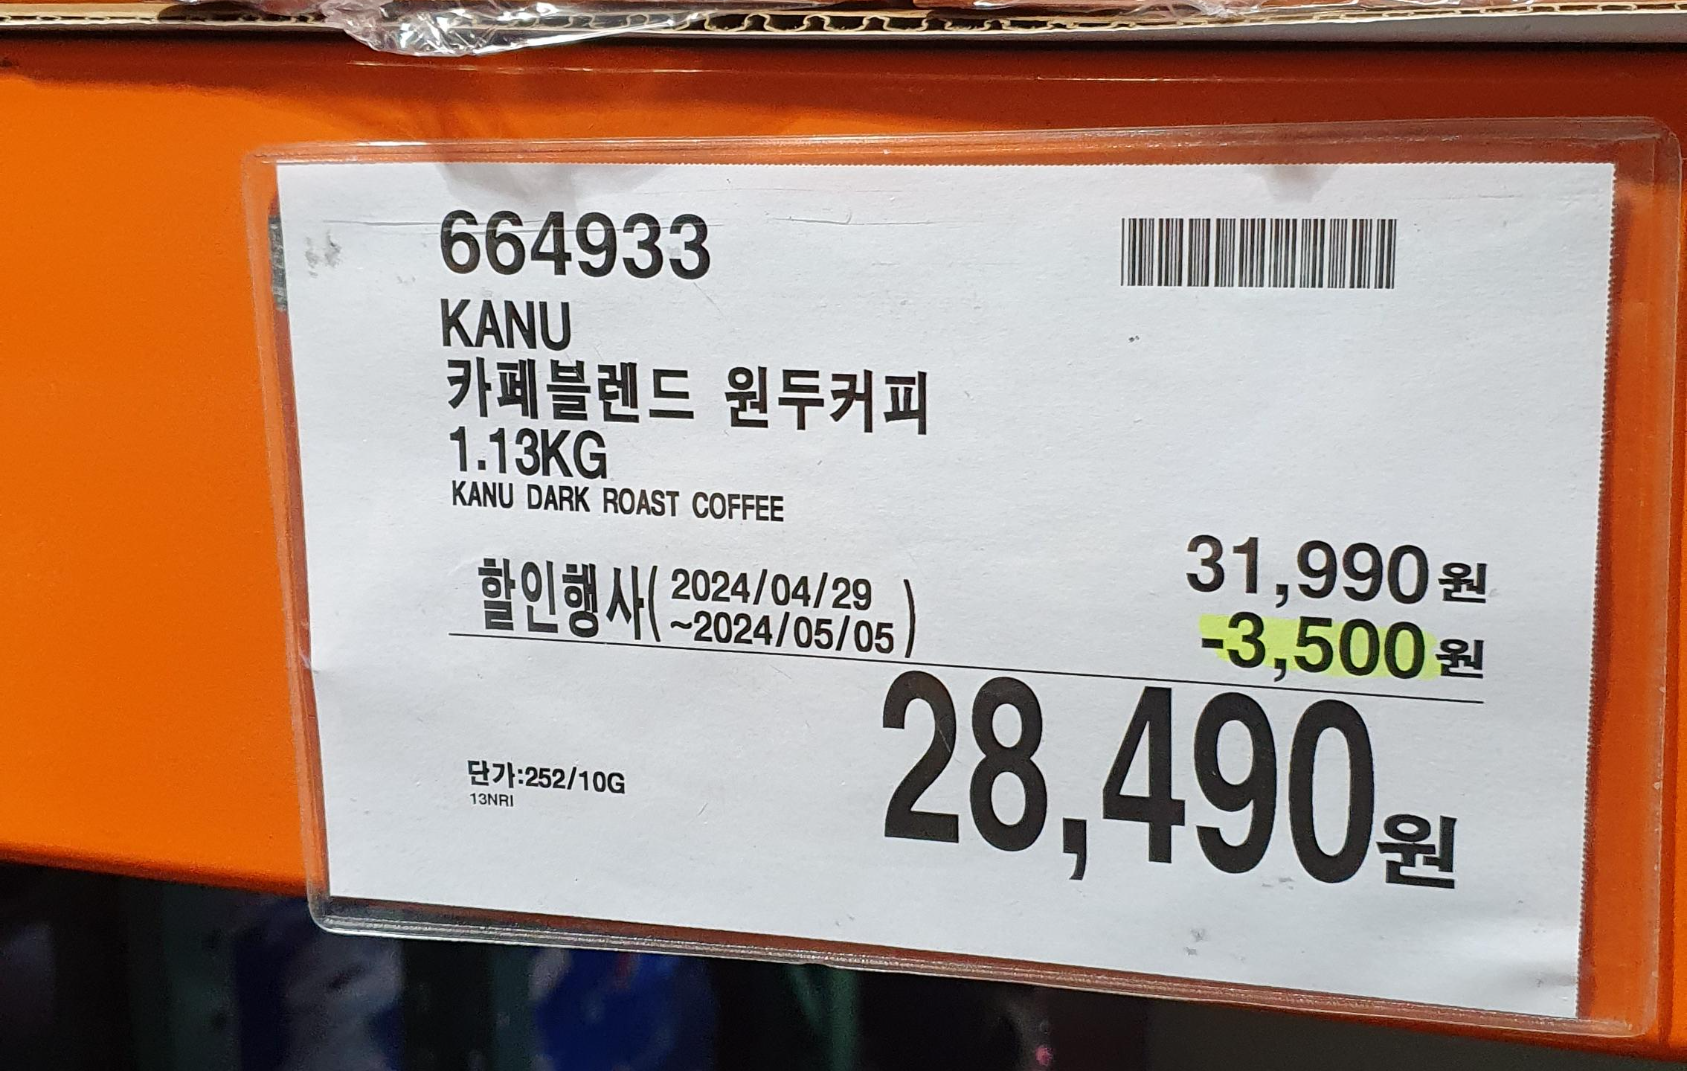 664933
KANU
카페블렌드 원두커피
1.13KG
KANU DARK ROAST COFFEE
31,990원
할인행사( 2024/04/29
~2024/05/05 )
-3,500원
28,490원
단가:252/10G
13NRI